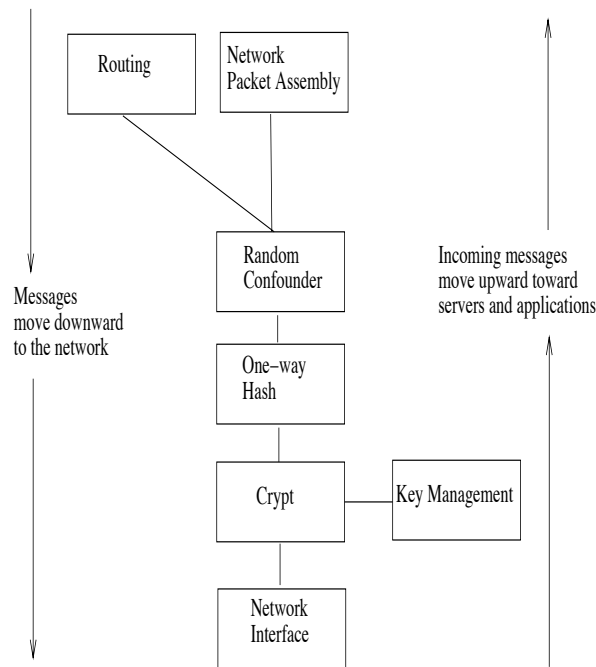 Routing
Network
Packet Assembly
Random
Confounder
Messages
move downward
to the network
Incoming messages
move upward toward
servers and applications
One−way
Hash
Crypt
Key Management
Network
Interface